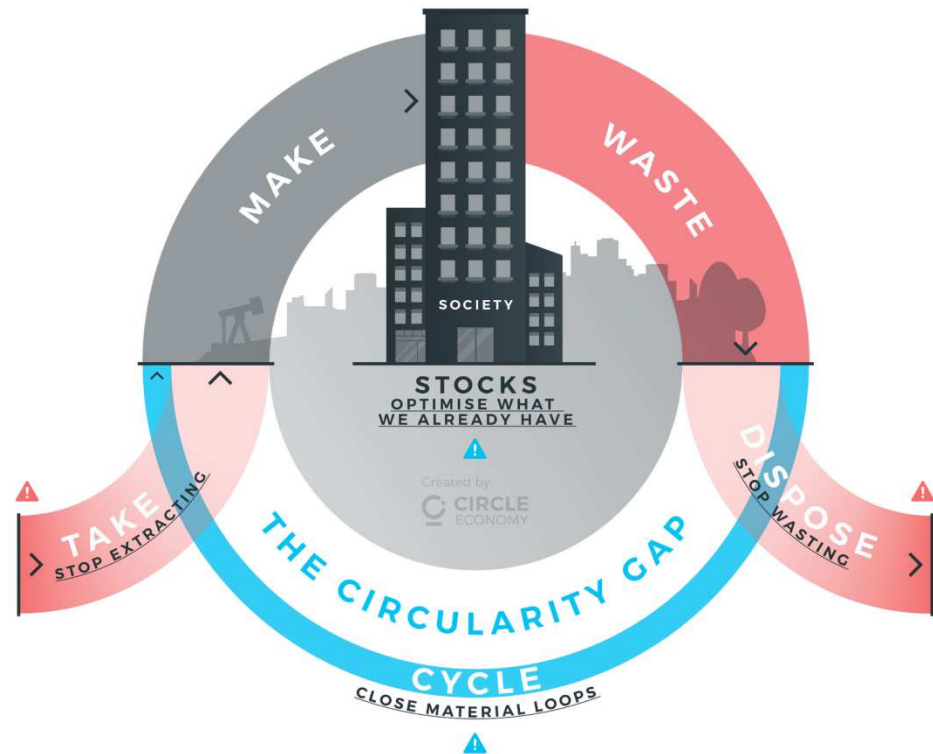 MAKE
WASTE
SOCIETY
STOCKS
OPTIMISE WHAT
WE ALREADY HAVE
Created by:
CIRCLE
ECONOMY
TAKE
STOP EXTRACTING
DISPOSE
STOP WASTING
THE CIRCULARITY GAP
CYCLE
CLOSE MATERIAL LOOPS